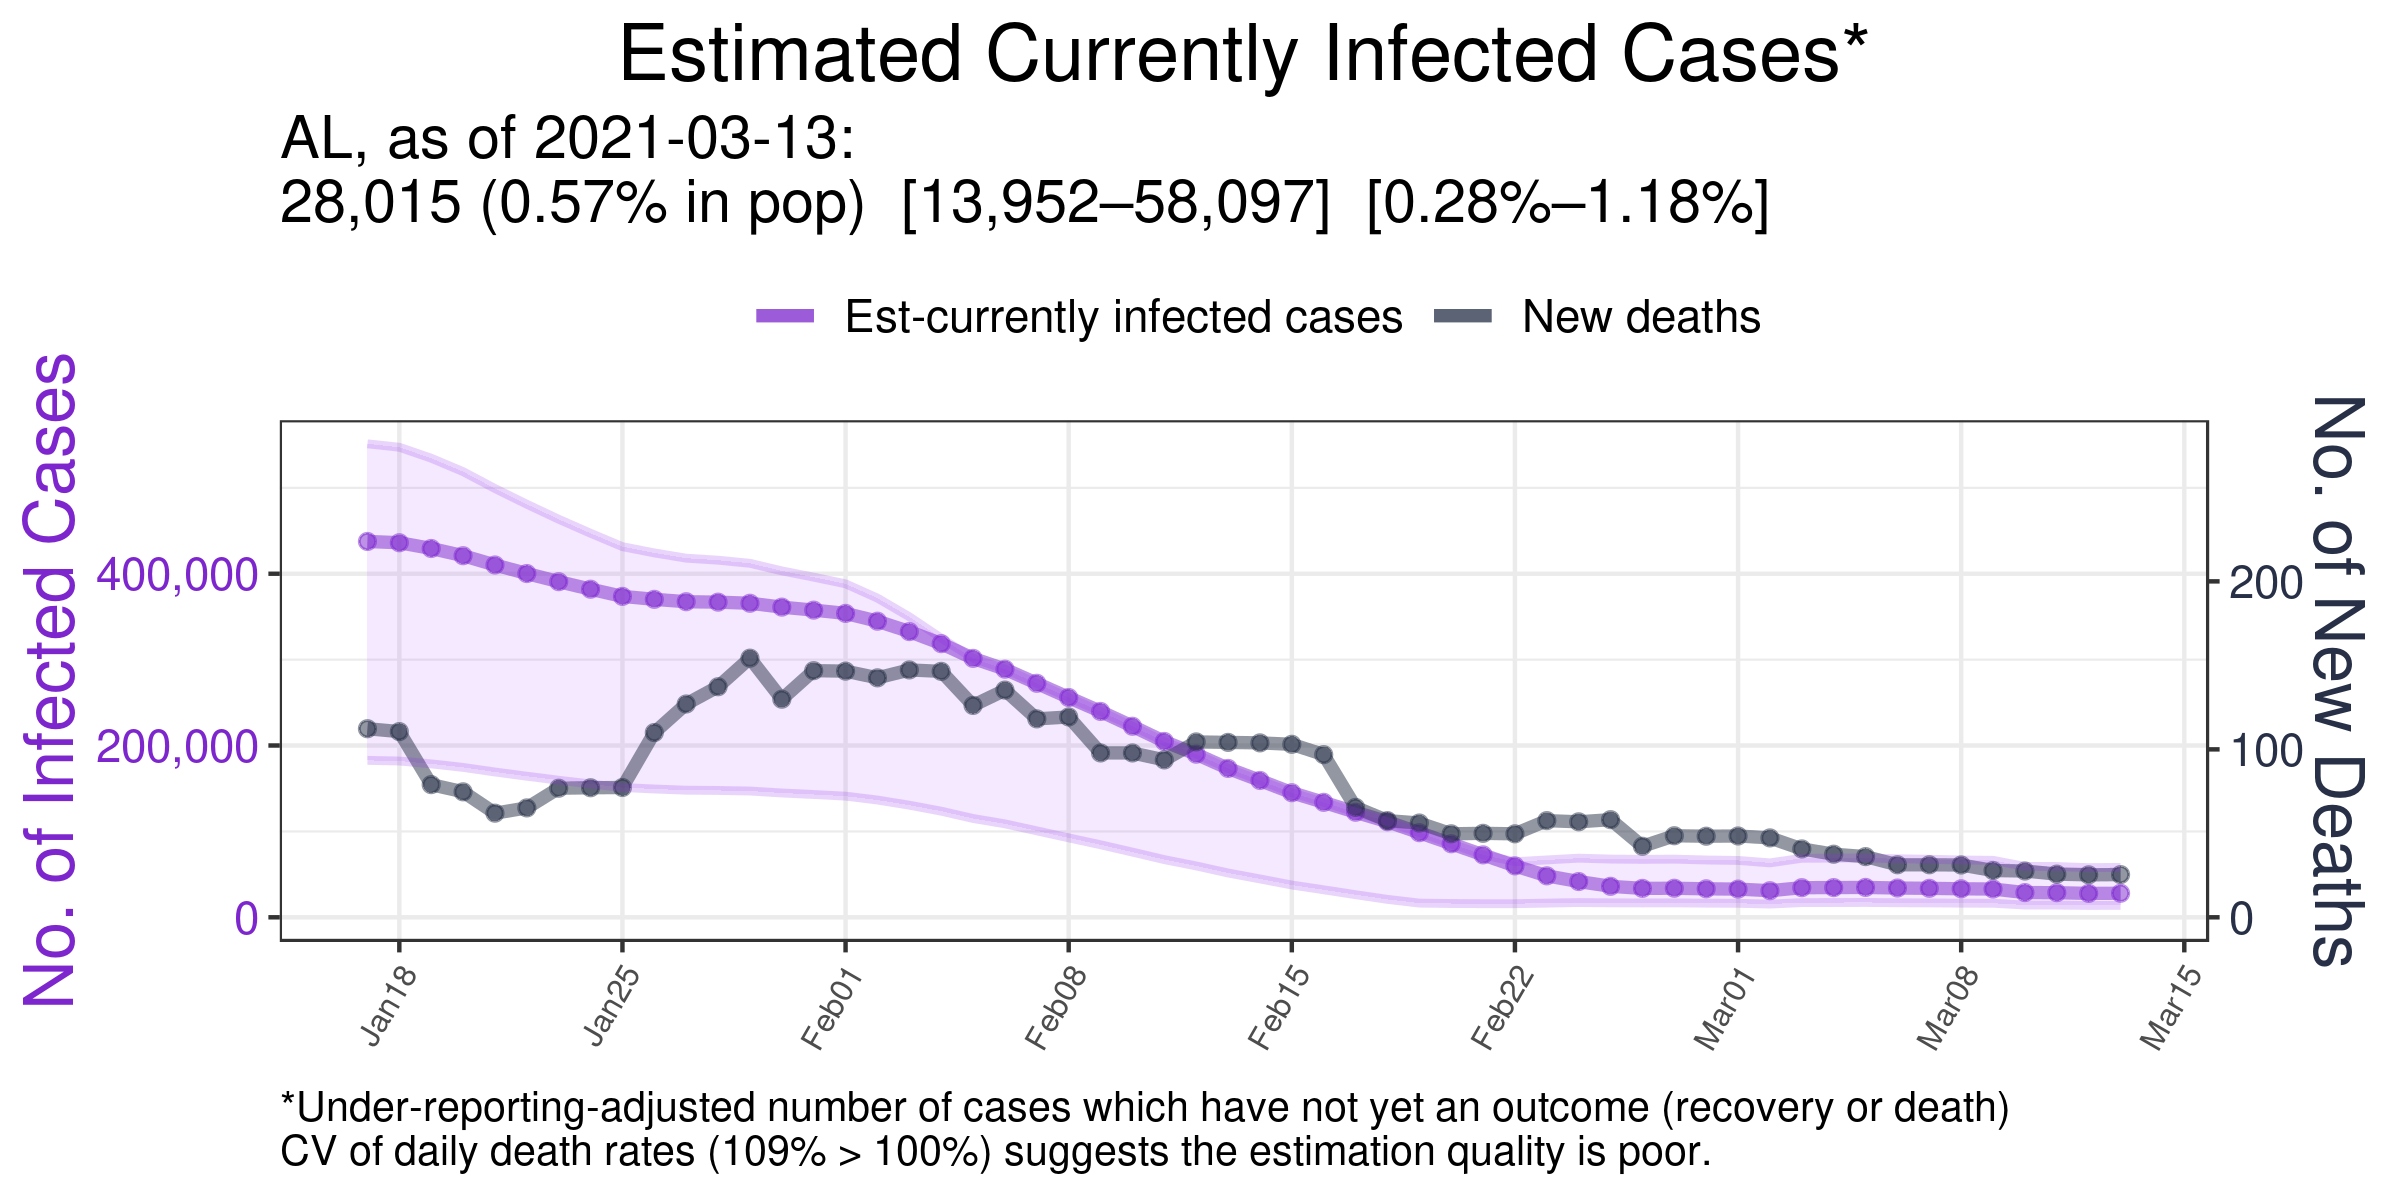 Estimated Currently Infected Cases*
AL, as of 2021-03-13:
28,015 (0.57% in pop)  [13,952–58,097]  [0.28%–1.18%]
Est-currently infected cases
New deaths
No. of Infected Cases
400,000
200,000
0
200
100
0
No. of New Deaths
Jan18
Jan25
Feb01
Feb08
Feb15
Feb22
Mar01
Mar08
Mar15
*Under-reporting-adjusted number of cases which have not yet an outcome (recovery or death)
CV of daily death rates (109% > 100%) suggests the estimation quality is poor.